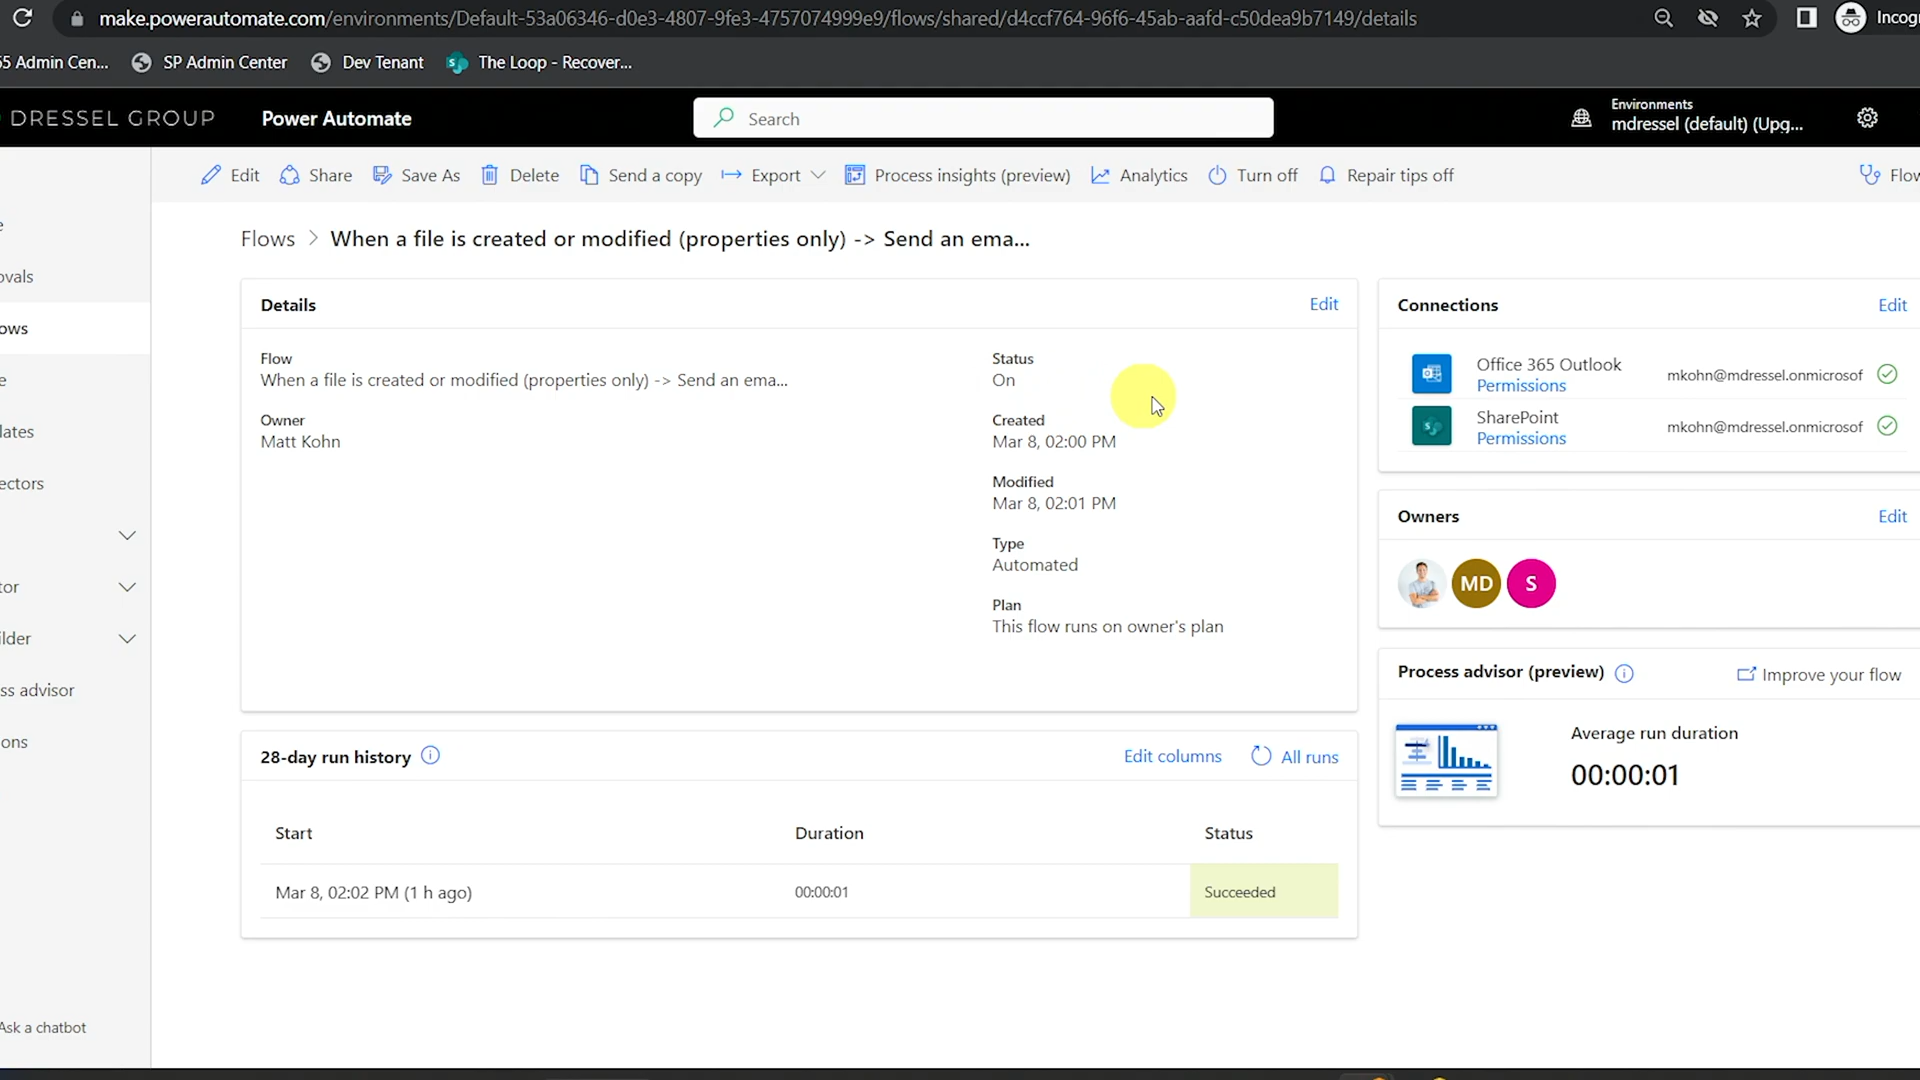 make.powerautomate.com/environments/Default-53a06346-d0e3-4807-9fe3-4757074999e9/flows/shared/d4ccf764-96f6-45ab-aafd-c50dea9b7149/details
Incog
5 Admin Cen...
SP Admin Center
Dev Tenant
The Loop - Recover...
DRESSEL GROUP
Power Automate
Search
Environments
mdressel (default) (Upg...
Edit
Share
Save As
Delete
Send a copy
Export
Process insights (preview)
Analytics
Turn off
Repair tips off
Flow
Flows > When a file is created or modified (properties only) -> Send an ema...
e
ovals
ows
e
lates
ectors
tor
ilder
ss advisor
ons
Ask a chatbot
Details
Edit
Flow
When a file is created or modified (properties only) -> Send an ema...
Owner
Matt Kohn
Status
On
Created
Mar 8, 02:00 PM
Modified
Mar 8, 02:01 PM
Type
Automated
Plan
This flow runs on owner's plan
28-day run history
Edit columns
All runs
Start
Duration
Status
Mar 8, 02:02 PM (1 h ago)
00:00:01
Succeeded
Connections
Edit
Office 365 Outlook
Permissions
mkohn@mdressel.onmicrosof
SharePoint
Permissions
mkohn@mdressel.onmicrosof
Owners
Edit
MD
S
Process advisor (preview)
Improve your flow
Average run duration
00:00:01